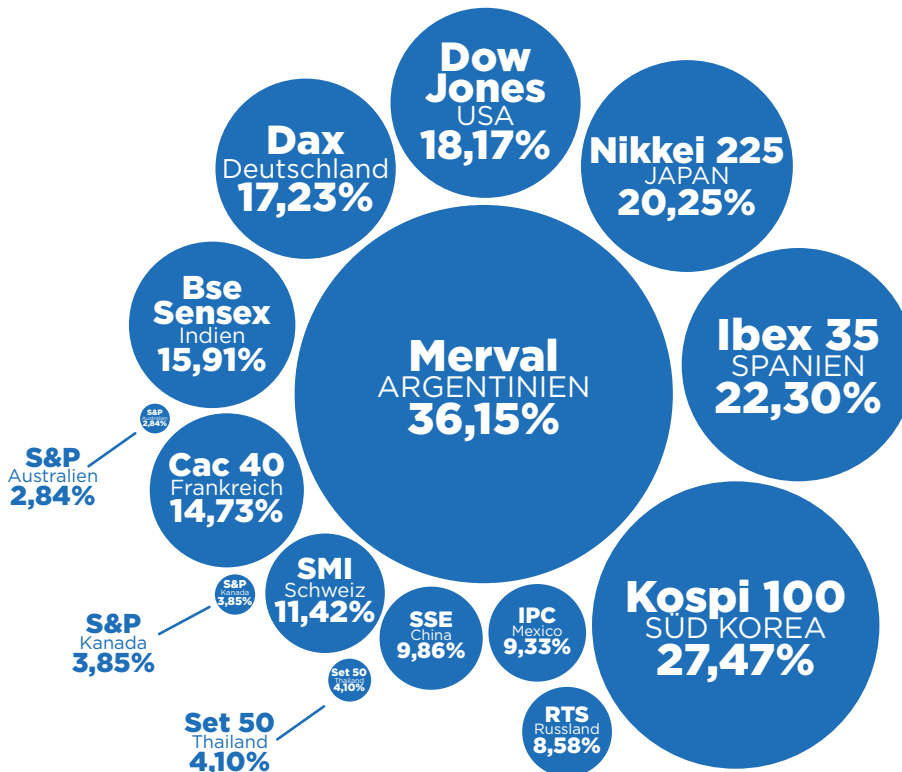 Dow
Jones
USA
18,17%
Dax
Deutschland
17,23%
Nikkei 225
JAPAN
20,25%
Bse
Sensex
Indien
15,91%
Merval
ARGENTINIEN
36,15%
Ibex 35
SPANIEN
22,30%
S&P
Australien
2,84%
S&P
Australien
2,84%
Cac 40
Frankreich
14,73%
SMI
Schweiz
11,42%
S&P
Kanada
3,85%
S&P
Kanada
3,85%
SSE
China
9,86%
IPC
Mexico
9,33%
Kospi 100
SÜD KOREA
27,47%
Set 50
Thailand
4,10%
Set 50
Thailand
4,10%
RTS
Russland
8,58%